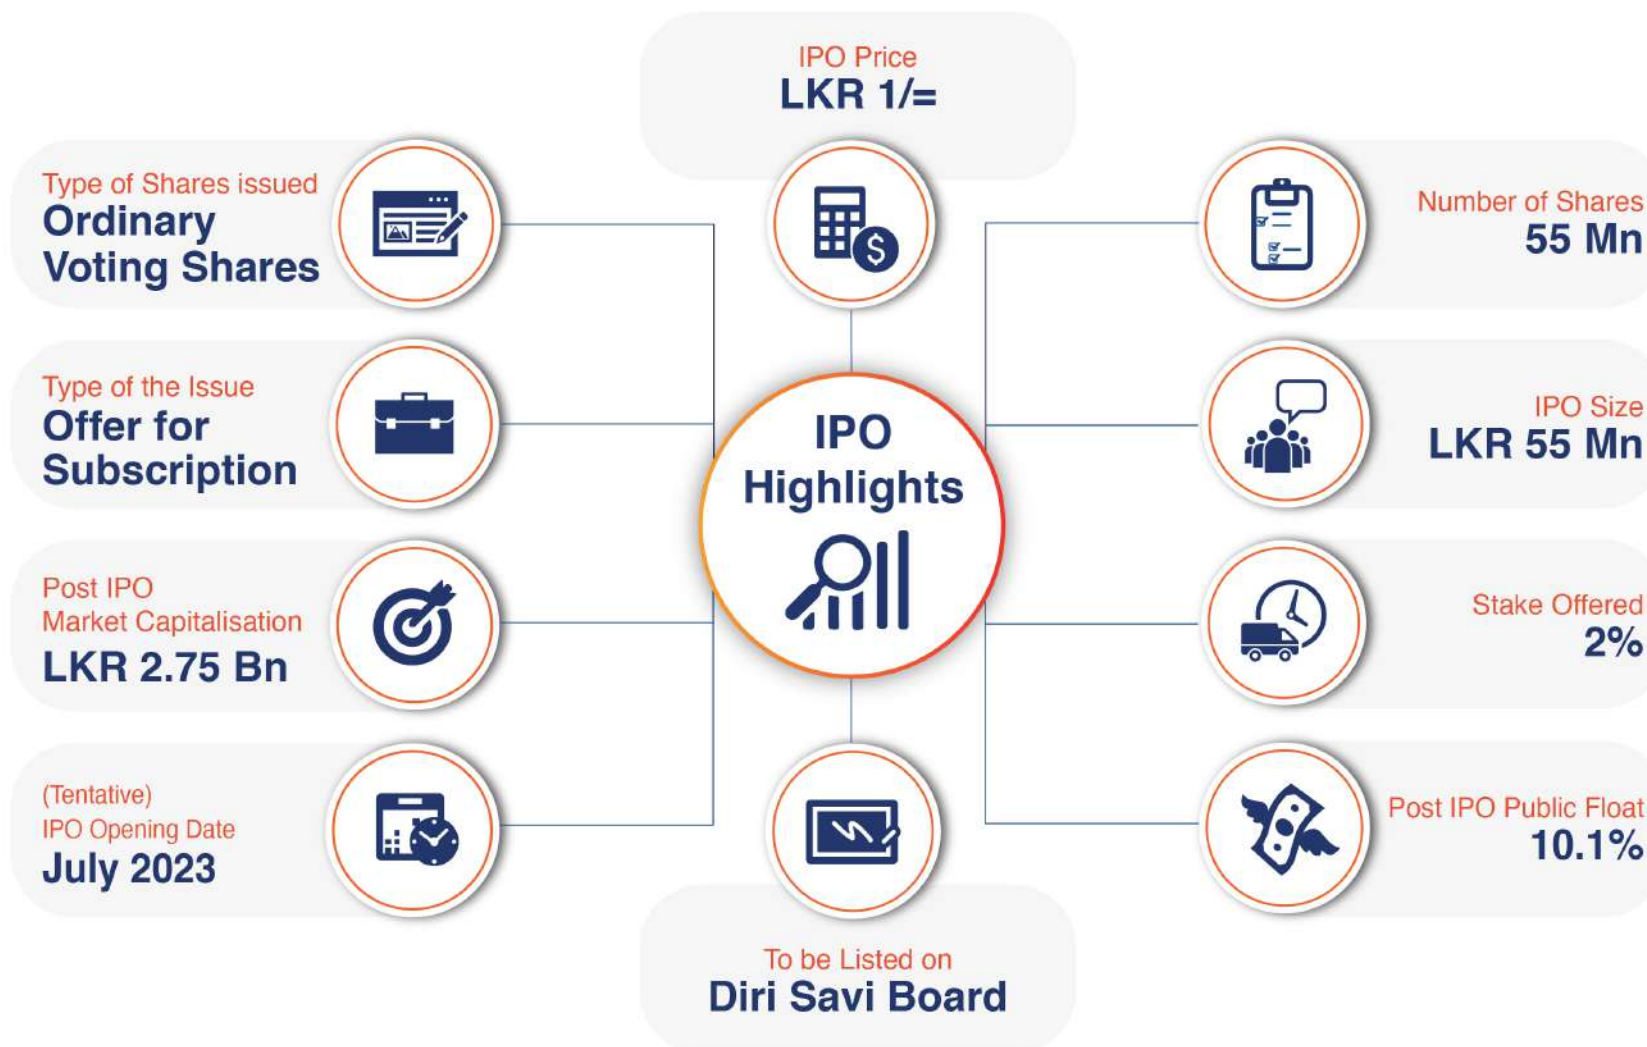 IPO Price
LKR 1/=
Type of Shares issued
Ordinary
Voting Shares
Number of Shares
55 Mn
Type of the Issue
Offer for
Subscription
IPO
Highlights
IPO Size
LKR 55 Mn
Post IPO
Market Capitalisation
LKR 2.75 Bn
Stake Offered
2%
(Tentative)
IPO Opening Date
July 2023
Post IPO Public Float
10.1%
To be Listed on
Diri Savi Board